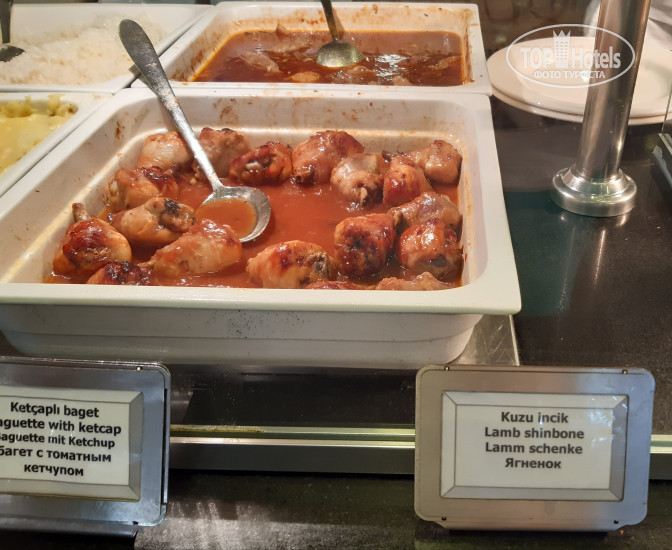 TOP Hotels
ФОТО ТУРИСТА
Ketçaplı baget
aguette with ketcap
Baguette mit Ketchup
багет с томатным
кетчупом
Kuzu incik
Lamb shinbone
Lamm schenke
Ягненок